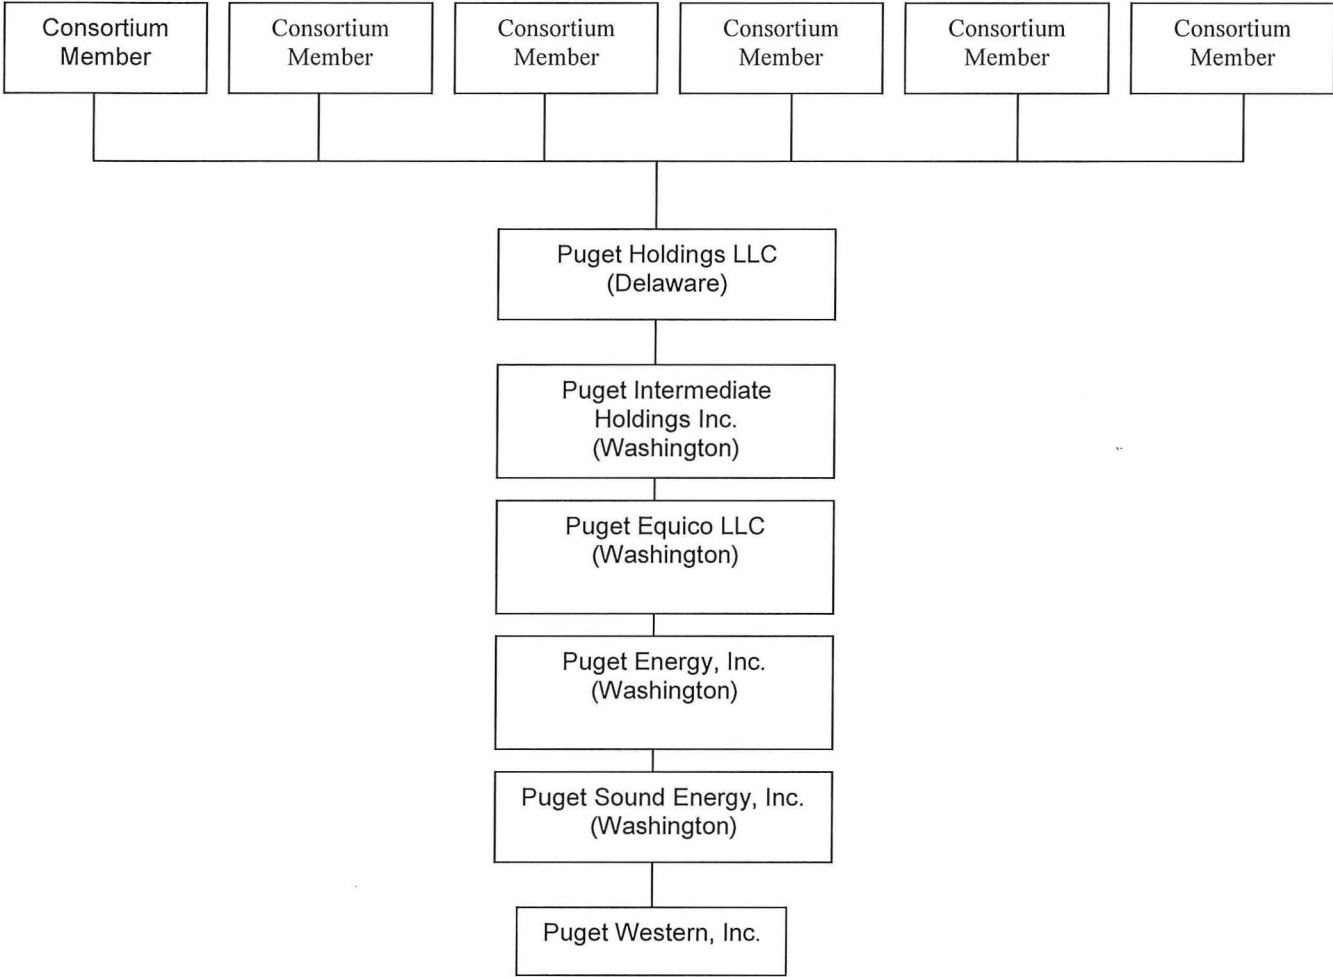 Consortium
Member
Consortium
Member
Consortium
Member
Consortium
Member
Consortium
Member
Consortium
Member
Puget Holdings LLC
(Delaware)
Puget Intermediate
Holdings Inc.
(Washington)
Puget Equico LLC
(Washington)
Puget Energy, Inc.
(Washington)
Puget Sound Energy, Inc.
(Washington)
Puget Western, Inc.